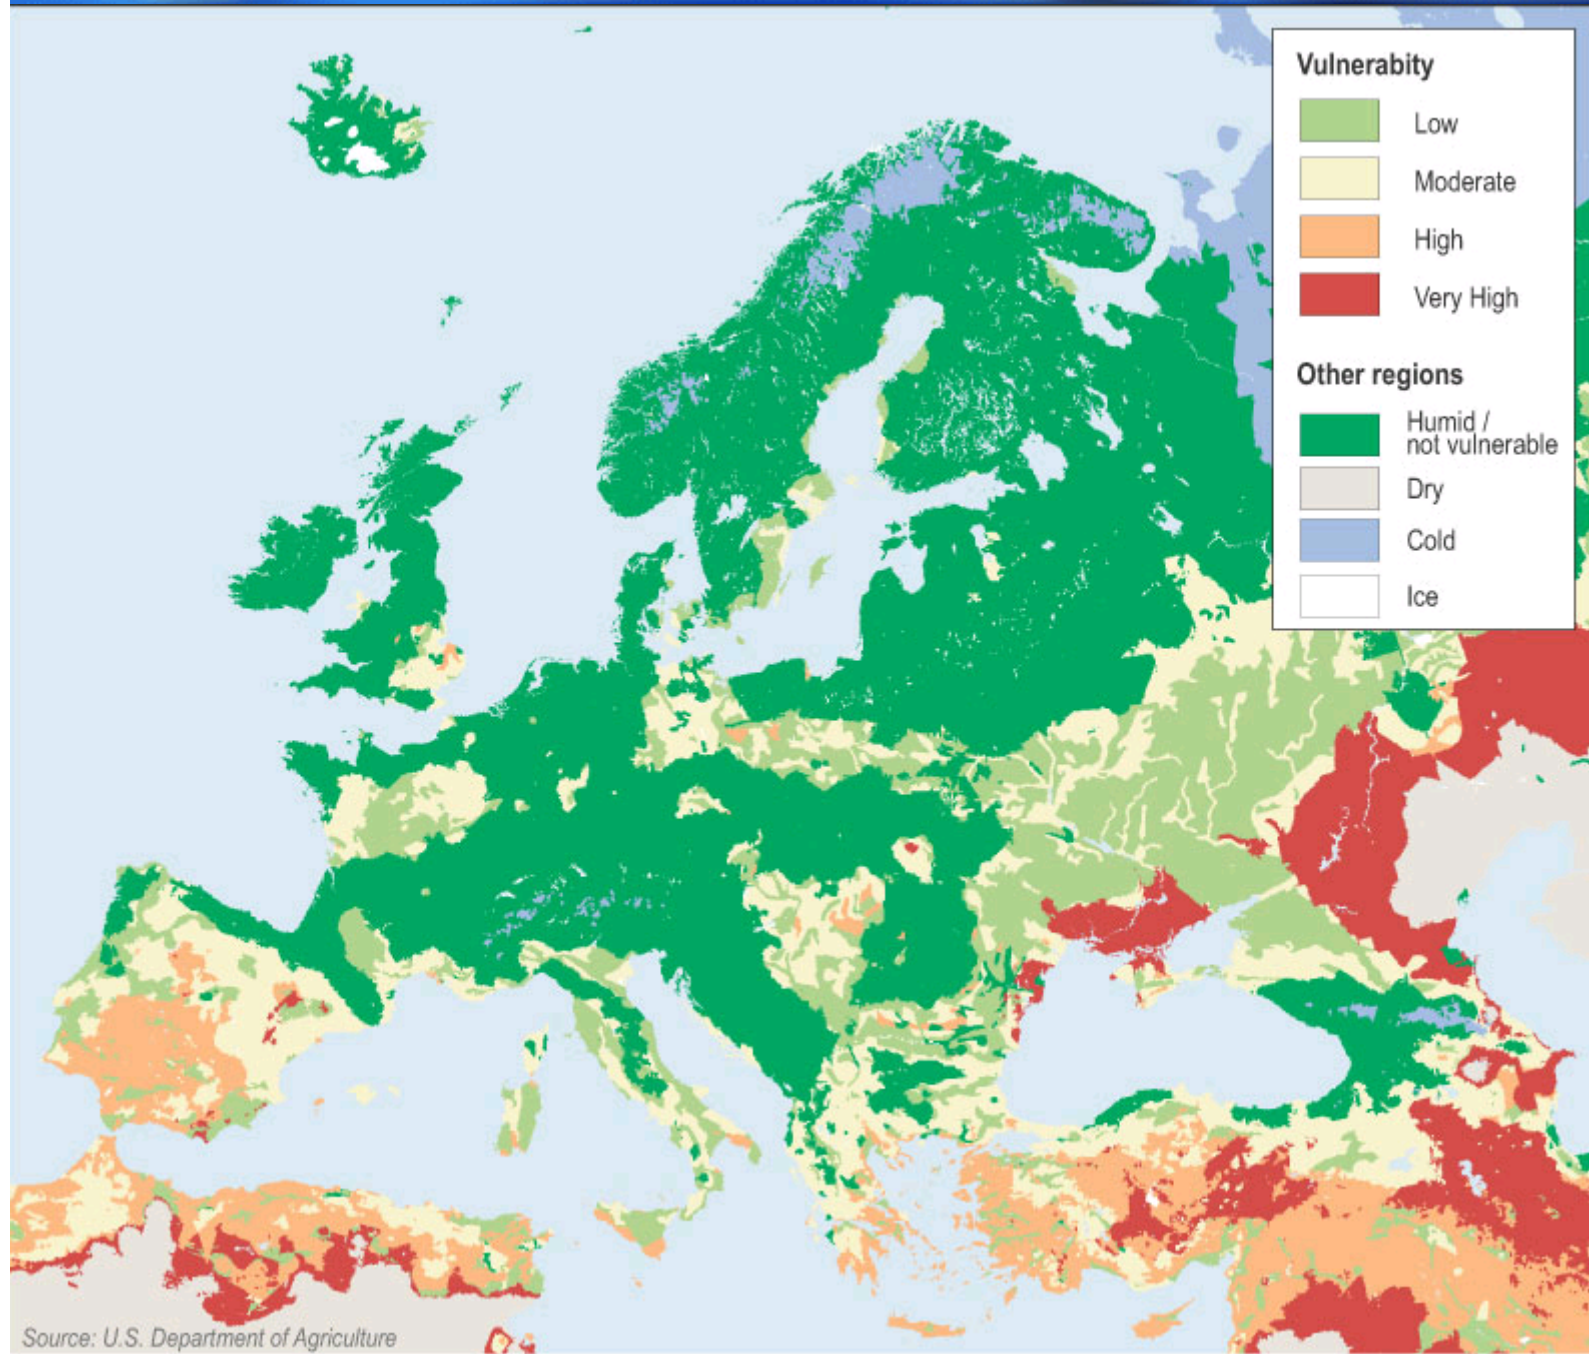 Vulnerabity
Low
Moderate
High
Very High
Other regions
Humid /
not vulnerable
Dry
Cold
Ice
Source: U.S. Department of Agriculture